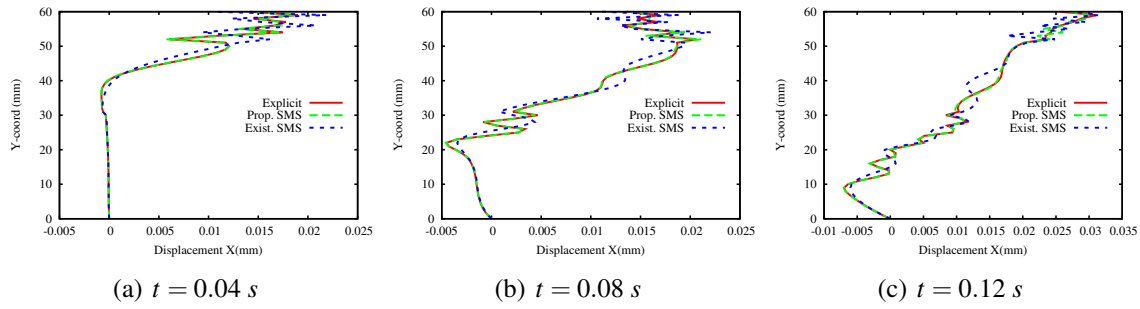 60
50
40
30
20
10
0
-0.005 0 0.005 0.01 0.015 0.02 0.025
Y-coord (mm)
Displacement X(mm)
Explicit
Prop. SMS
Exist. SMS
(a) t = 0.04 s
60
50
40
30
20
10
0
-0.005 0 0.005 0.01 0.015 0.02 0.025
Y-coord (mm)
Displacement X(mm)
Explicit
Prop. SMS
Exist. SMS
(b) t = 0.08 s
60
50
40
30
20
10
0
-0.01 -0.005 0 0.005 0.01 0.015 0.02 0.025 0.03 0.035
Y-coord (mm)
Displacement X(mm)
Explicit
Prop. SMS
Exist. SMS
(c) t = 0.12 s